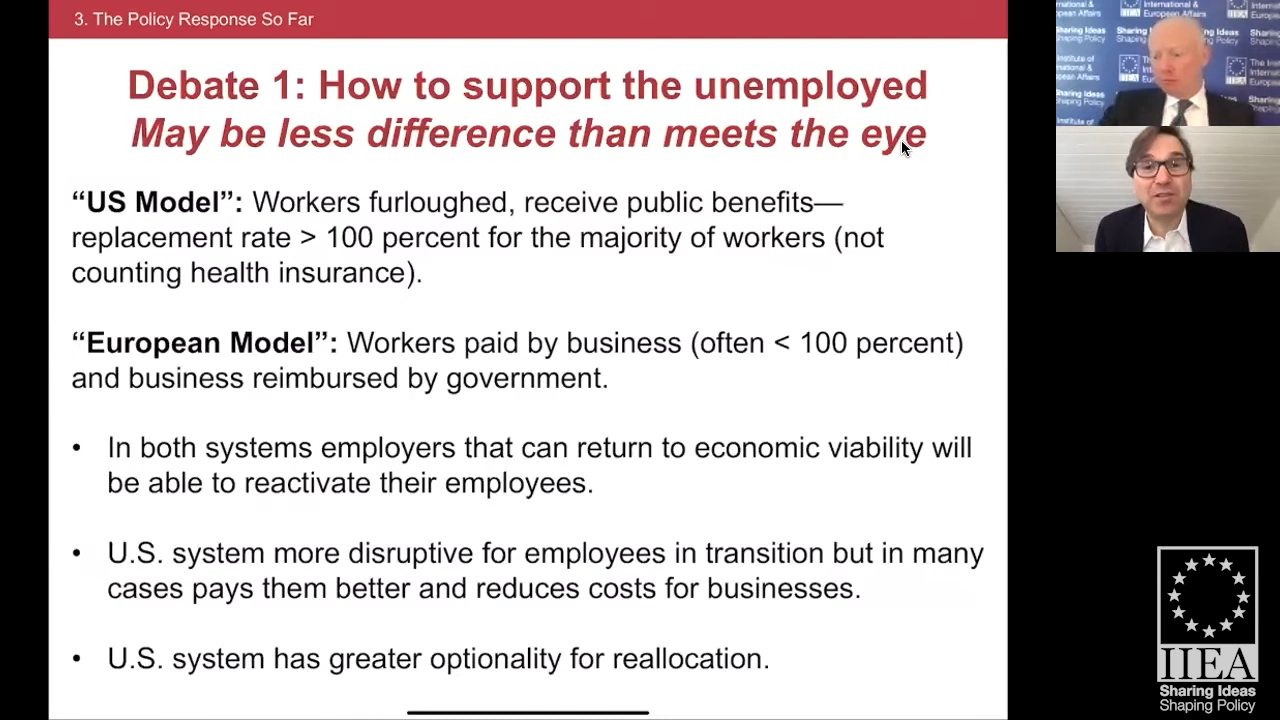 3. The Policy Response So Far
Debate 1: How to support the unemployed
May be less difference than meets the eye
“US Model”: Workers furloughed, receive public benefits—
replacement rate > 100 percent for the majority of workers (not
counting health insurance).
“European Model”: Workers paid by business (often < 100 percent)
and business reimbursed by government.
• In both systems employers that can return to economic viability will
be able to reactivate their employees.
• U.S. system more disruptive for employees in transition but in many
cases pays them better and reduces costs for businesses.
• U.S. system has greater optionality for reallocation.
Sharing Ideas
Shaping Policy
IIEA
Sharing Ideas
Shaping Policy